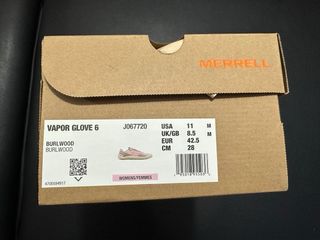 MERRELL
VAPOR GLOVE 6 J067720
BURLWOOD
BURLWOOD
USA 11 M
UK/GB 8.5 M
EUR 42.5
CM 28
WOMENS/FEMMES